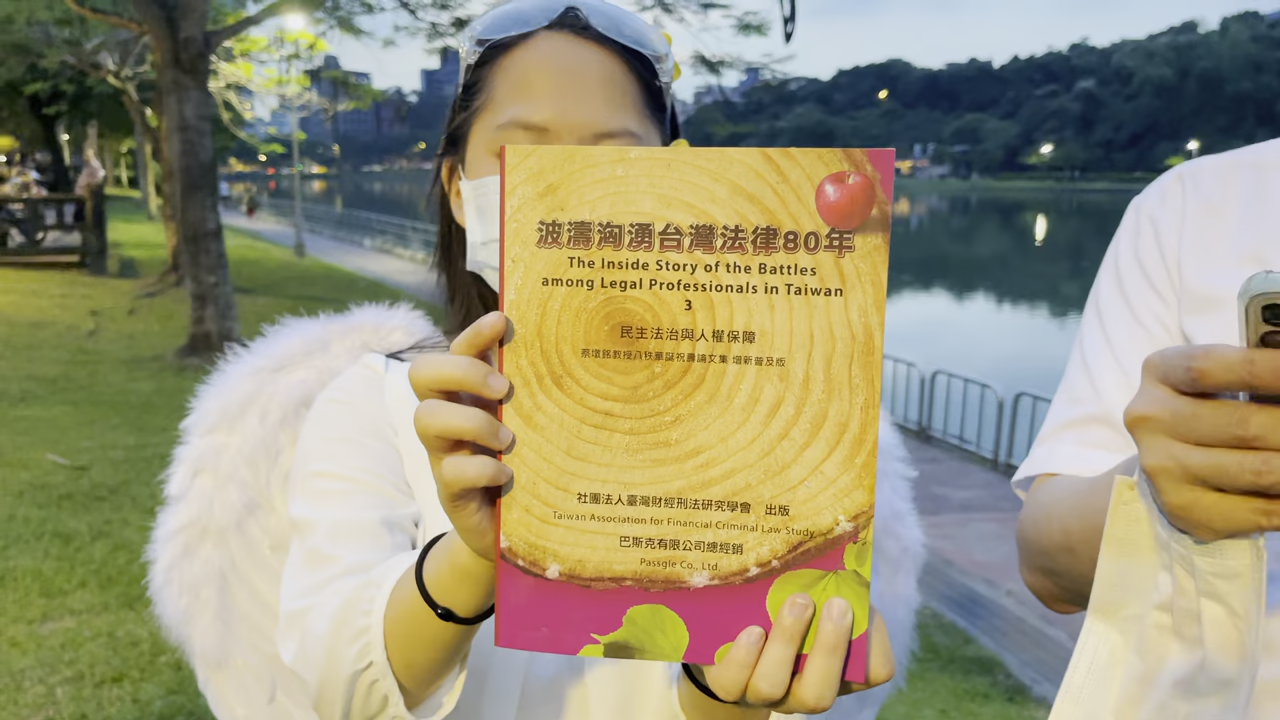 波濤洶湧台灣法律80年
The Inside Story of the Battles
among Legal Professionals in Taiwan
3
民主法治與人權保障
蔡墩銘教授八秩華誕祝壽論文集 增新普及版
社團法人臺灣財經刑法研究學會 出版
Taiwan Association for Financial Criminal Law Study
巴斯克有限公司總經銷
Passgle Co., Ltd.